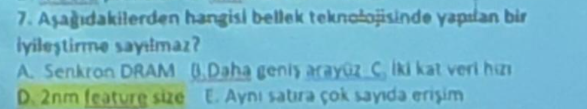 7. Aşağıdakilerden hangisi bellek teknolojisinde yapılan bir
iyileştirme sayılmaz?
A. Senkron DRAM B.Daha geniş arayüz C. İki kat veri hızı
D. 2nm feature size E. Aynı satıra çok sayıda erişim